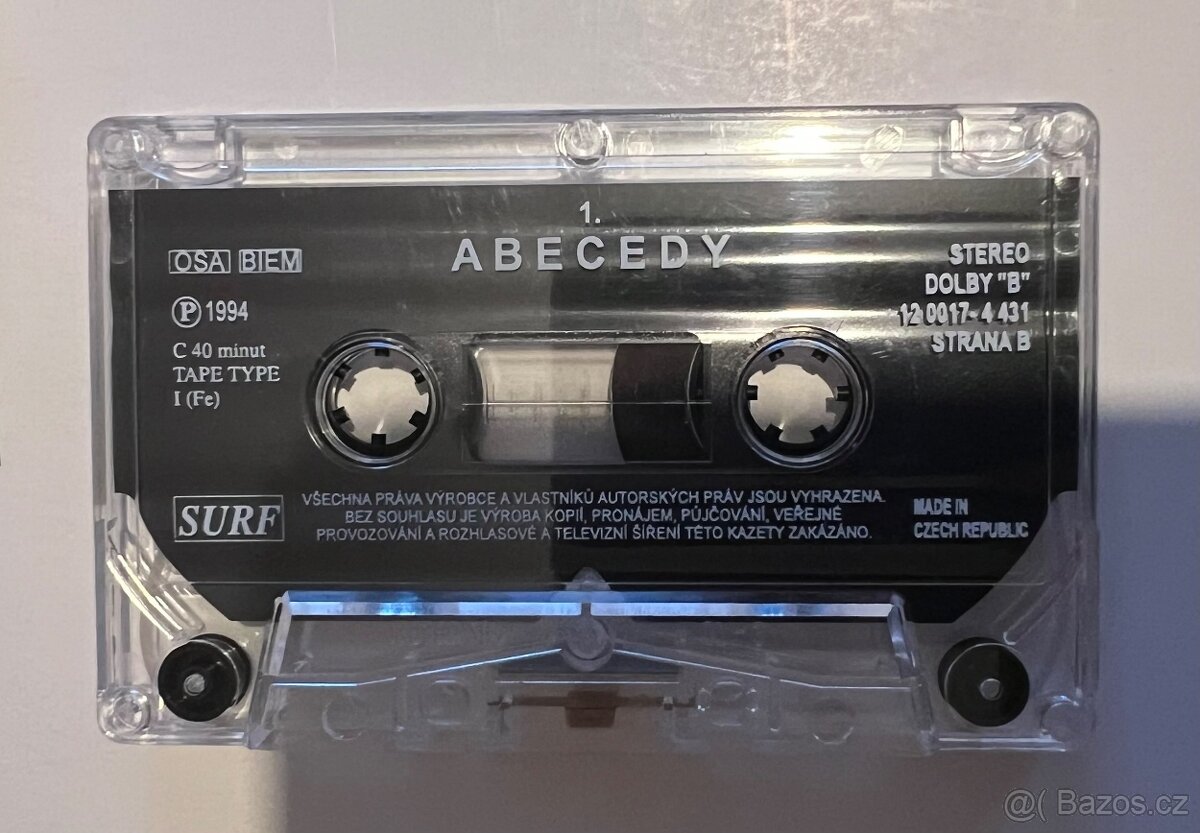 1.
ABECEDY
OSA BIEM
℗ 1994
C 40 minut
TAPE TYPE
I (Fe)
STEREO
DOLBY "B"
12 0017-4 431
STRANA B
SURF
VŠECHNA PRÁVA VÝROBCE A VLASTNÍKŮ AUTORSKÝCH PRÁV JSOU VYHRAZENA.
BEZ SOUHLASU JE VÝROBA KOPIÍ, PRONÁJEM, PŮJČOVÁNÍ, VEŘEJNÉ
PROVOZOVÁNÍ A ROZHLASOVÉ A TELEVIZNÍ ŠÍŘENÍ TÉTO KAZETY ZAKÁZÁNO.
MADE IN
CZECH REPUBLIC
@( Bazos.cz